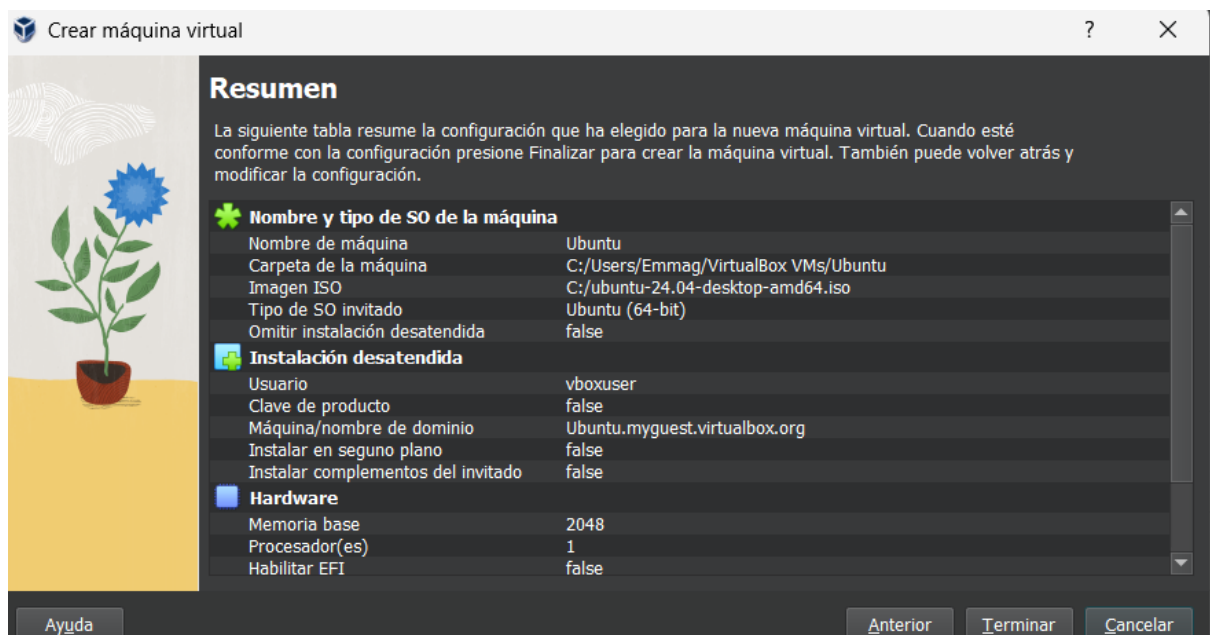 Crear máquina virtual
?
Resumen
La siguiente tabla resume la configuración que ha elegido para la nueva máquina virtual. Cuando esté
conforme con la configuración presione Finalizar para crear la máquina virtual. También puede volver atrás y
modificar la configuración.
Nombre y tipo de SO de la máquina
Nombre de máquina Ubuntu
Carpeta de la máquina C:/Users/Emmag/VirtualBox VMs/Ubuntu
Imagen ISO C:/ubuntu-24.04-desktop-amd64.iso
Tipo de SO invitado Ubuntu (64-bit)
Omitir instalación desatendida false
Instalación desatendida
Usuario vboxuser
Clave de producto false
Máquina/nombre de dominio Ubuntu.myguest.virtualbox.org
Instalar en seguno plano false
Instalar complementos del invitado false
Hardware
Memoria base 2048
Procesador(es) 1
Habilitar EFI false
Ayuda Anterior Terminar Cancelar